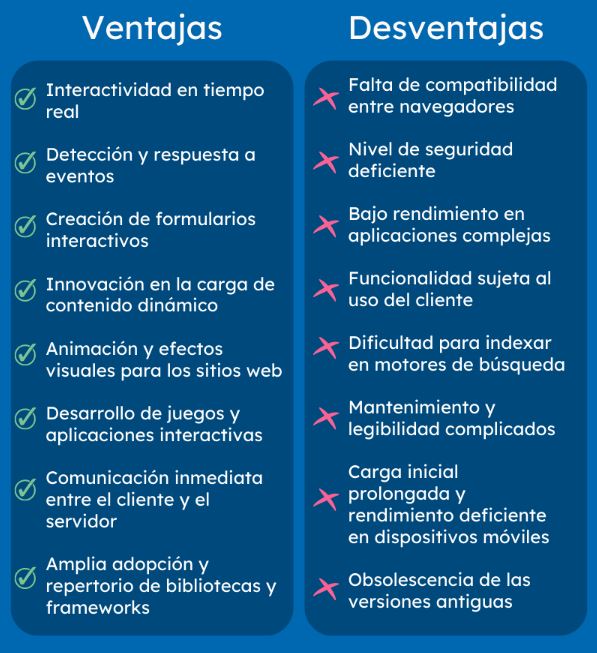 Ventajas
Interactividad en tiempo
real
Detección y respuesta a
eventos
Creación de formularios
interactivos
Innovación en la carga de
contenido dinámico
Animación y efectos
visuales para los sitios web
Desarrollo de juegos y
aplicaciones interactivas
Comunicación inmediata
entre el cliente y el
servidor
Amplia adopción y
repertorio de bibliotecas y
frameworks
Desventajas
Falta de compatibilidad
entre navegadores
Nivel de seguridad
deficiente
Bajo rendimiento en
aplicaciones complejas
Funcionalidad sujeta al
uso del cliente
Dificultad para indexar
en motores de búsqueda
Mantenimiento y
legibilidad complicados
Carga inicial
prolongada y
rendimiento deficiente
en dispositivos móviles
Obsolescencia de las
versiones antiguas